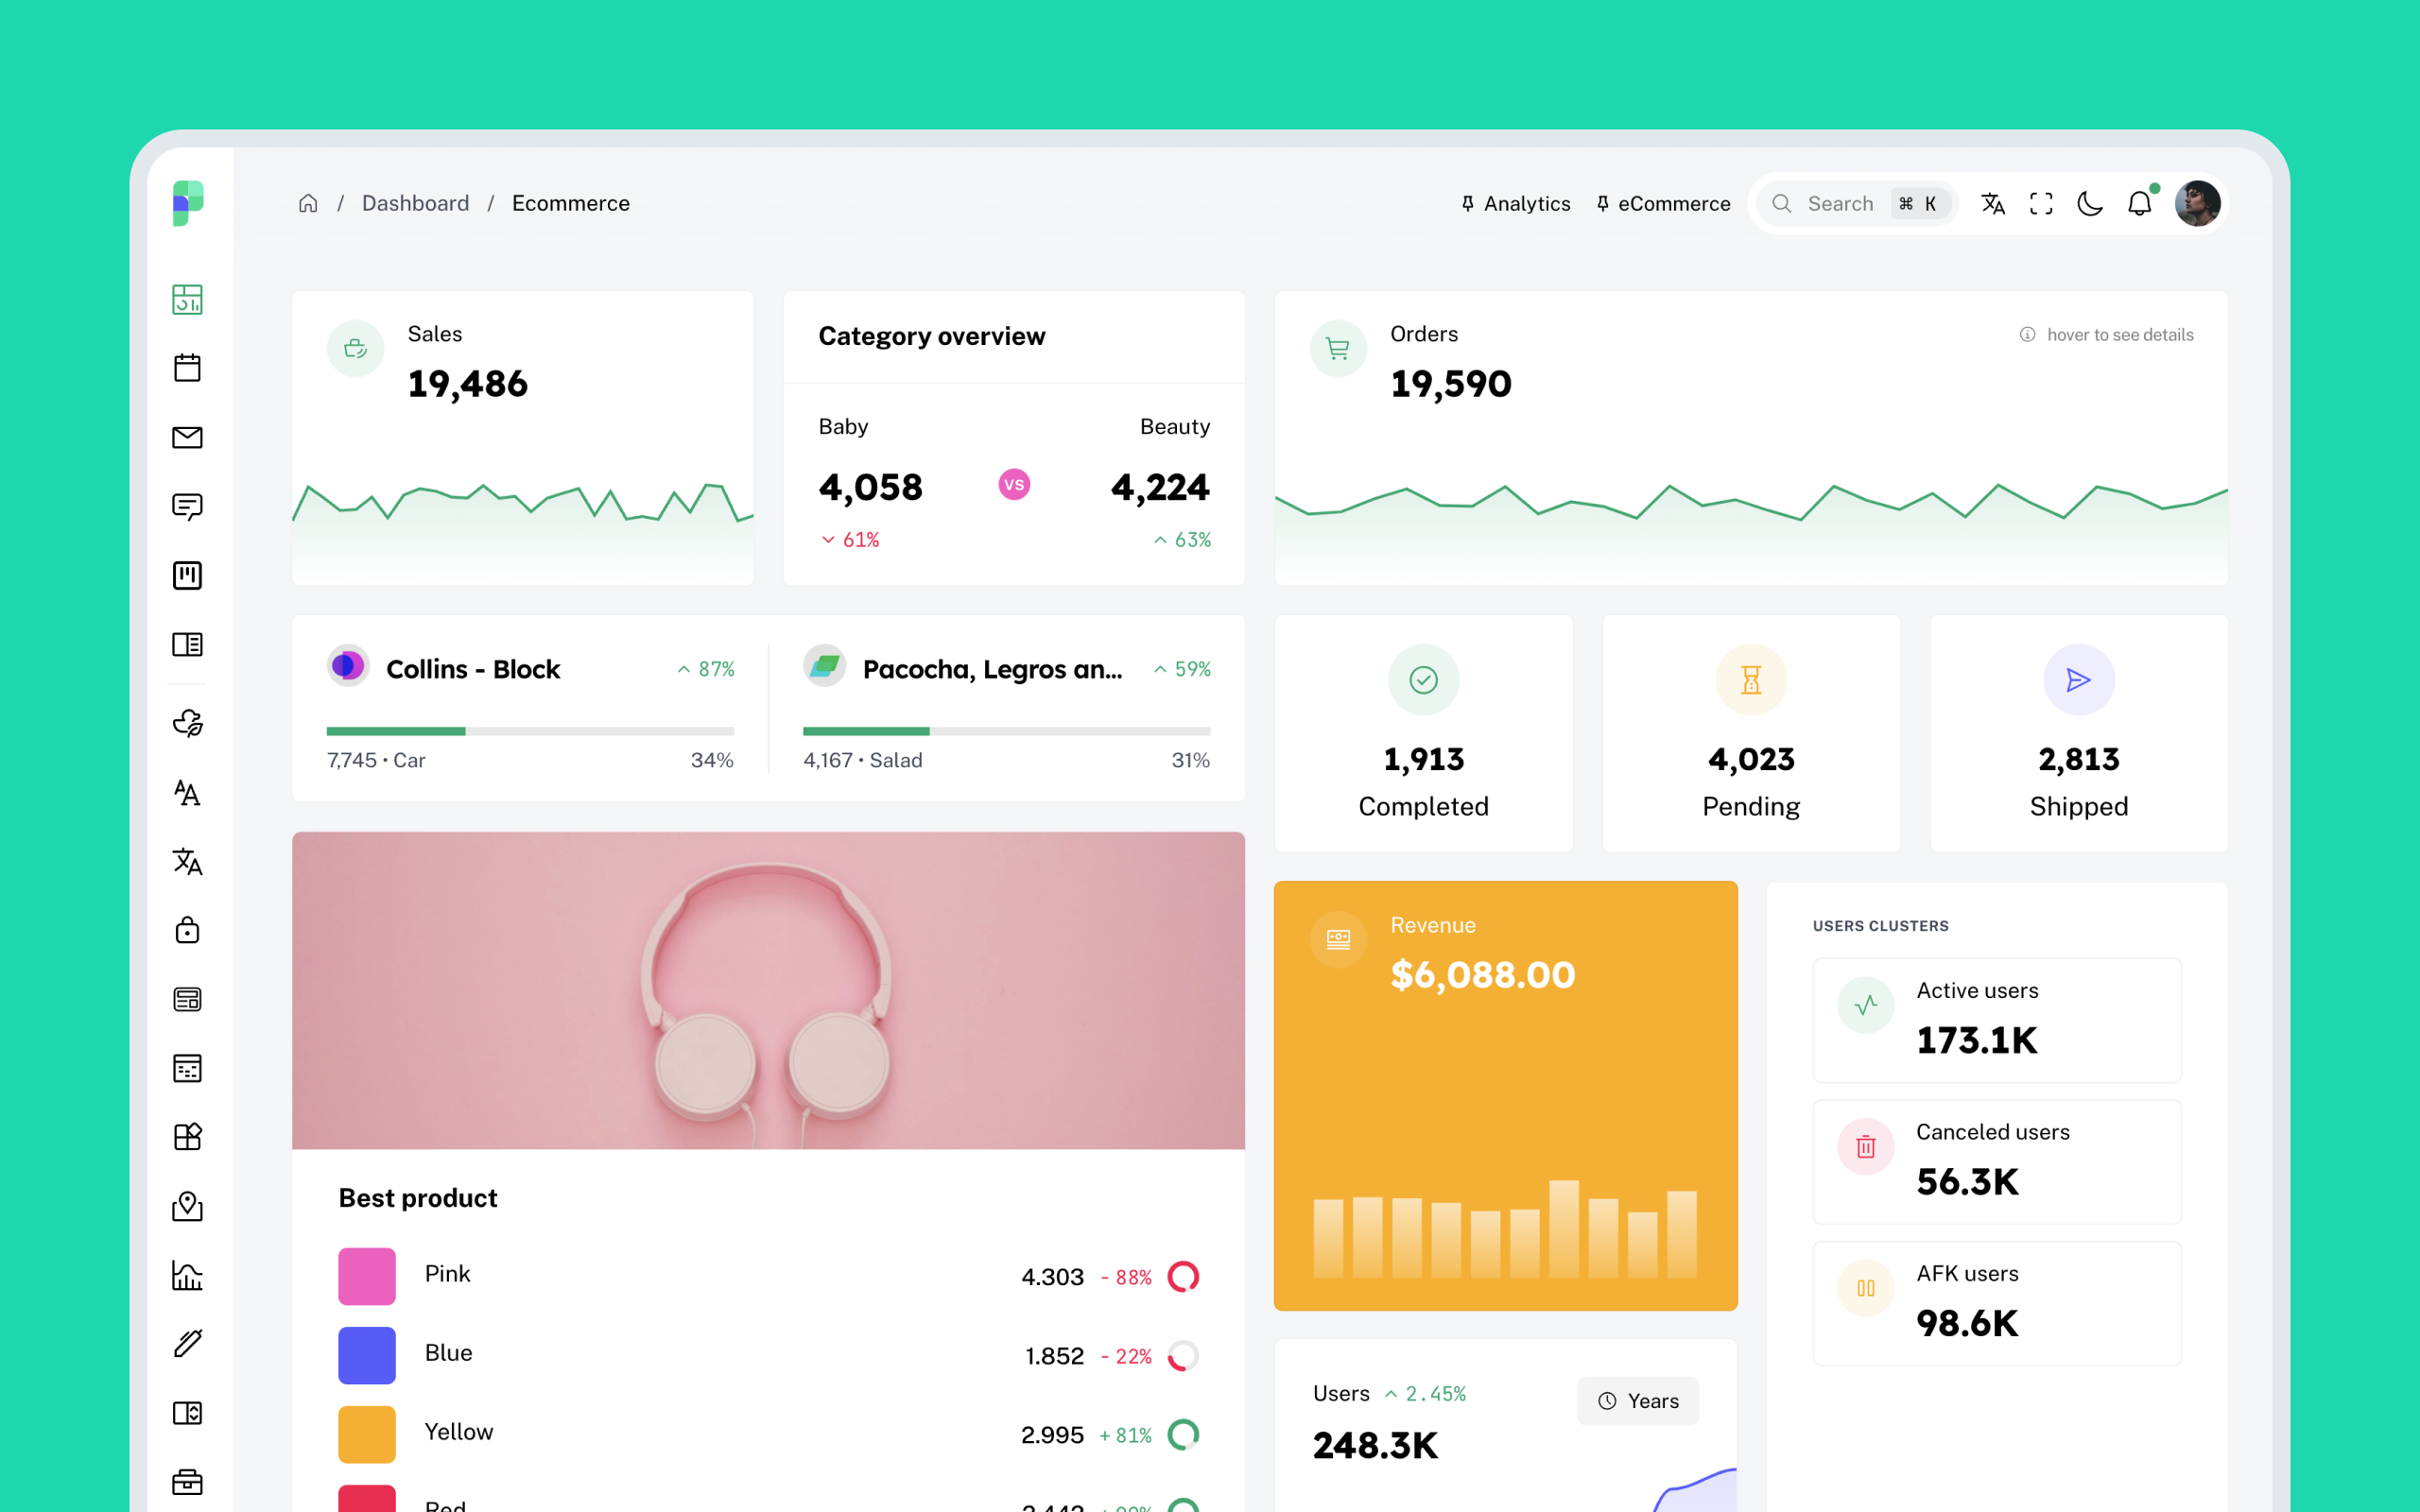 / Dashboard / Ecommerce
Analytics
eCommerce
Search
⌘ K
Sales
19,486
Category overview
Baby
Beauty
4,058
VS
4,224
61%
63%
Orders
hover to see details
19,590
Collins - Block
87%
7,745 • Car
34%
Pacocha, Legros an...
59%
4,167 • Salad
31%
1,913
Completed
4,023
Pending
2,813
Shipped
Best product
Pink
4.303 - 88%
Blue
1.852 - 22%
Yellow
2.995 + 81%
Red
Revenue
$6,088.00
USERS CLUSTERS
Active users
173.1K
Canceled users
56.3K
AFK users
98.6K
Users
2.45%
Years
248.3K